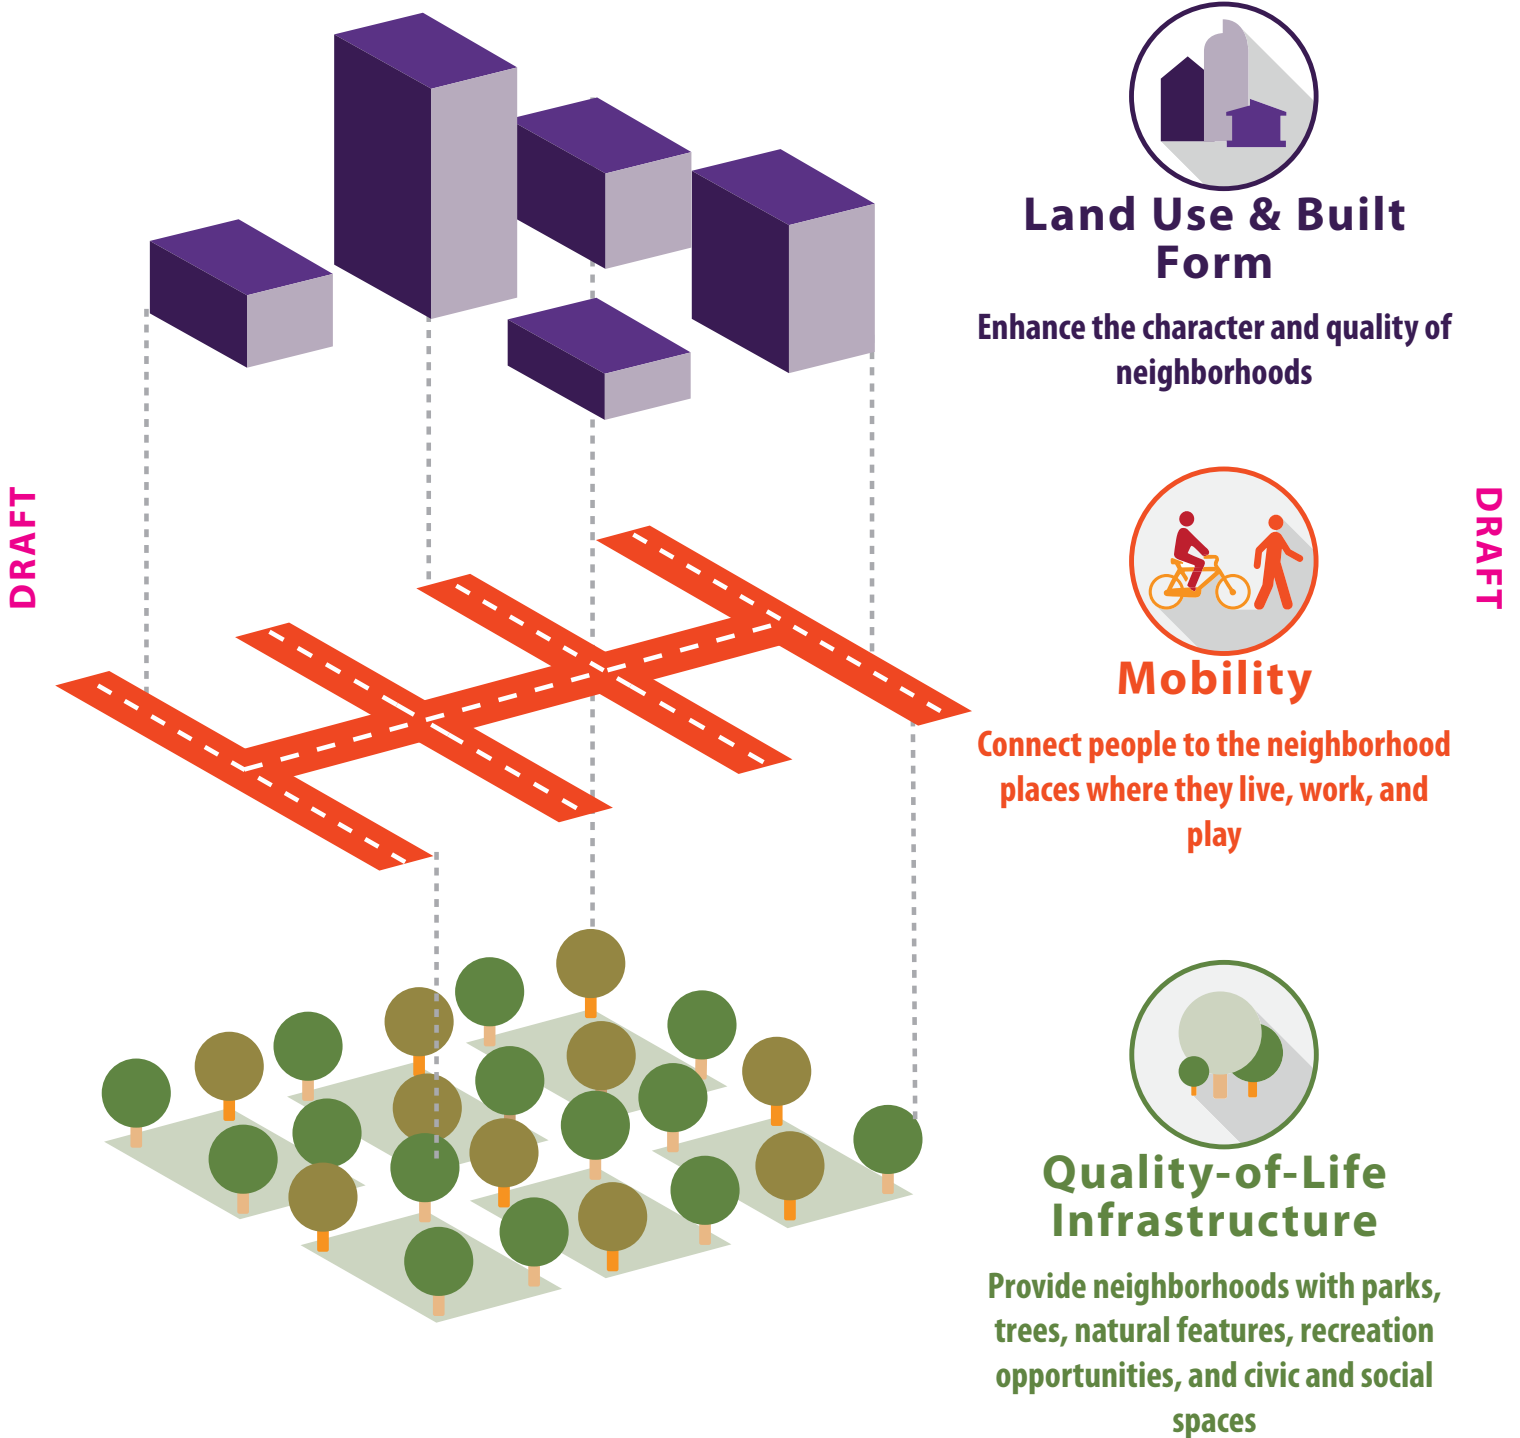 Land Use & Built
Form
Enhance the character and quality of
neighborhoods
DRAFT
DRAFT
Mobility
Connect people to the neighborhood
places where they live, work, and
play
Quality-of-Life
Infrastructure
Provide neighborhoods with parks,
trees, natural features, recreation
opportunities, and civic and social
spaces